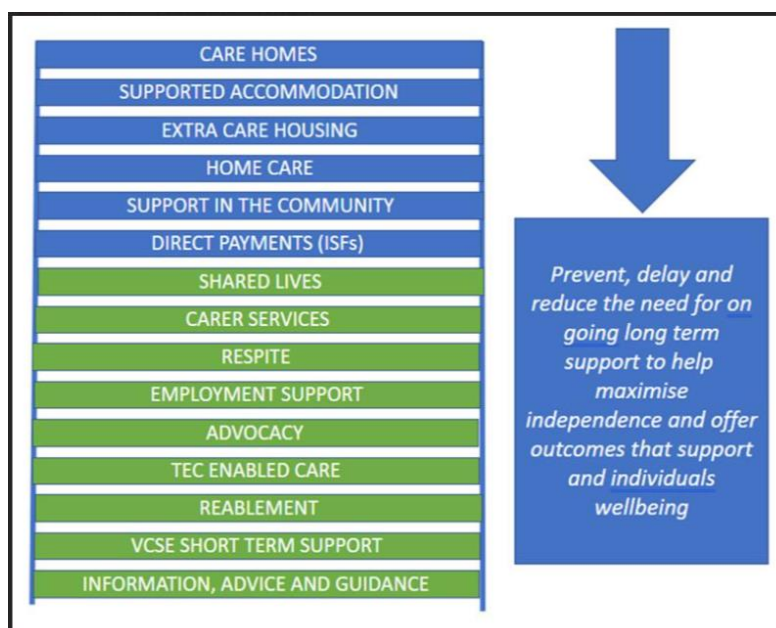 CARE HOMES
SUPPORTED ACCOMMODATION
EXTRA CARE HOUSING
HOME CARE
SUPPORT IN THE COMMUNITY
DIRECT PAYMENTS (ISFs)
SHARED LIVES
CARER SERVICES
RESPITE
EMPLOYMENT SUPPORT
ADVOCACY
TEC ENABLED CARE
REABLEMENT
VCSE SHORT TERM SUPPORT
INFORMATION, ADVICE AND GUIDANCE
Prevent, delay and
reduce the need for on
going long term
support to help
maximise
independence and offer
outcomes that support
and individuals
wellbeing